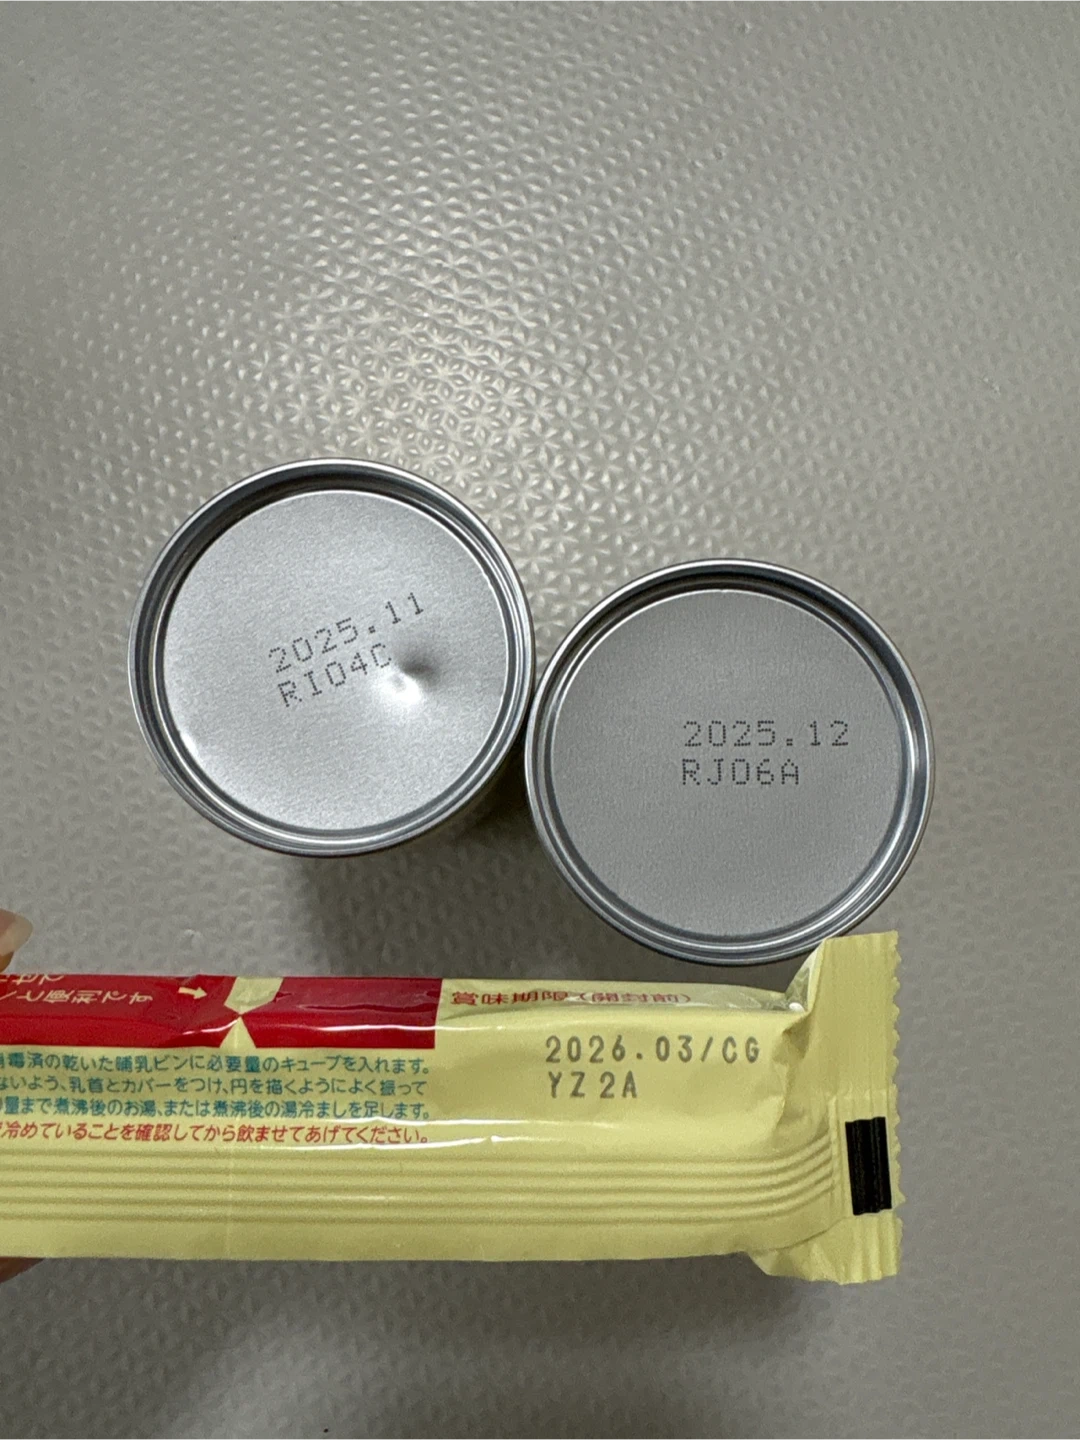 2025.11
RI04C
2025.12
RJ06A
と便利です
賞味期限(開封前)
2026.03/CG
YZ2A
毒済の乾いた哺乳ビンに必要量のキューブを入れます。
ないよう、乳首とカバーをつけ、円を描くようによく振って
量まで煮沸後のお湯、または煮沸後の湯冷ましを足します。
冷めていることを確認してから飲ませてあげてください。